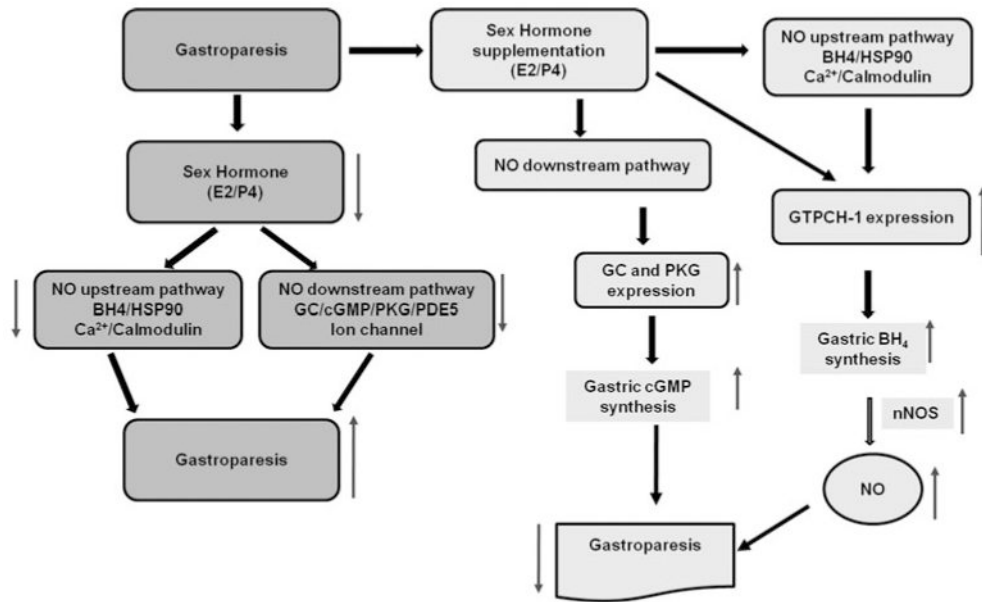 Gastroparesis
Sex Hormone
supplementation
(E2/P4)
NO upstream pathway
BH4/HSP90
Ca²⁺/Calmodulin
Sex Hormone
(E2/P4)
NO downstream pathway
GTPCH-1 expression
NO upstream pathway
BH4/HSP90
Ca²⁺/Calmodulin
NO downstream pathway
GC/cGMP/PKG/PDE5
Ion channel
GC and PKG
expression
Gastric BH₄
synthesis
Gastric cGMP
synthesis
nNOS
Gastroparesis
NO
Gastroparesis